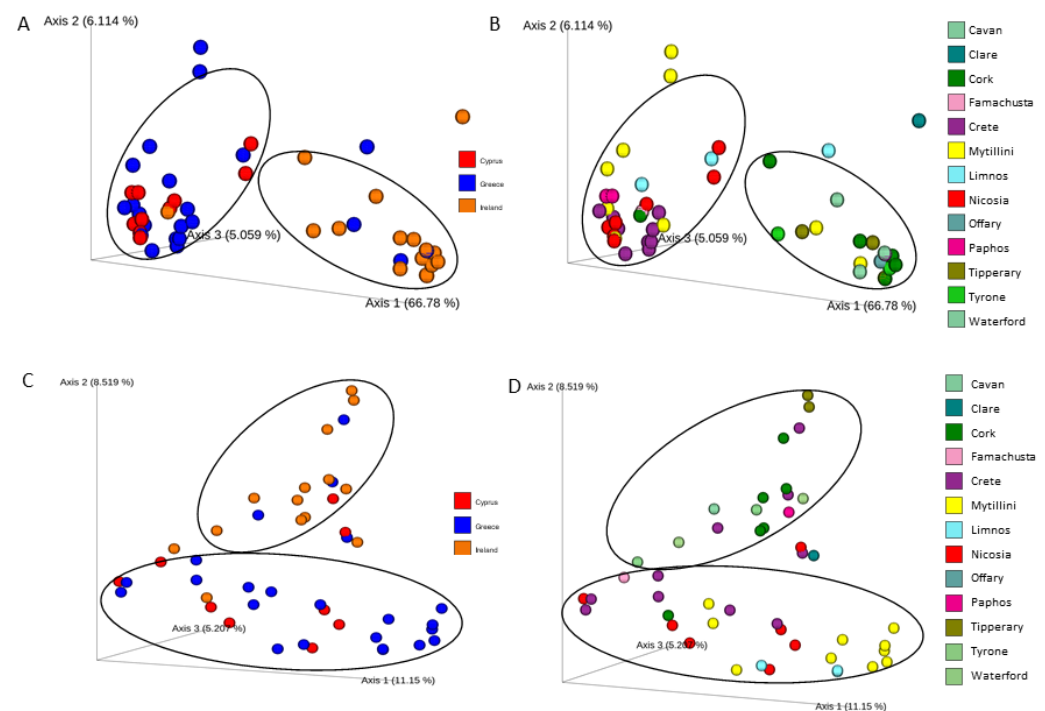 A
Axis 2 (6.114 %)
Axis 3 (5.059 %)
Axis 1 (66.78 %)
Cyprus
Greece
Ireland
B
Axis 2 (6.114 %)
Axis 3 (5.059 %)
Axis 1 (66.78 %)
Cavan
Clare
Cork
Famachusta
Crete
Mytillini
Limnos
Nicosia
Offary
Paphos
Tipperary
Tyrone
Waterford
C
Axis 2 (8.519 %)
Axis 3 (5.207 %)
Axis 1 (11.15 %)
Cyprus
Greece
Ireland
D
Axis 2 (8.519 %)
Axis 3 (5.207 %)
Axis 1 (11.15 %)
Cavan
Clare
Cork
Famachusta
Crete
Mytillini
Limnos
Nicosia
Offary
Paphos
Tipperary
Tyrone
Waterford